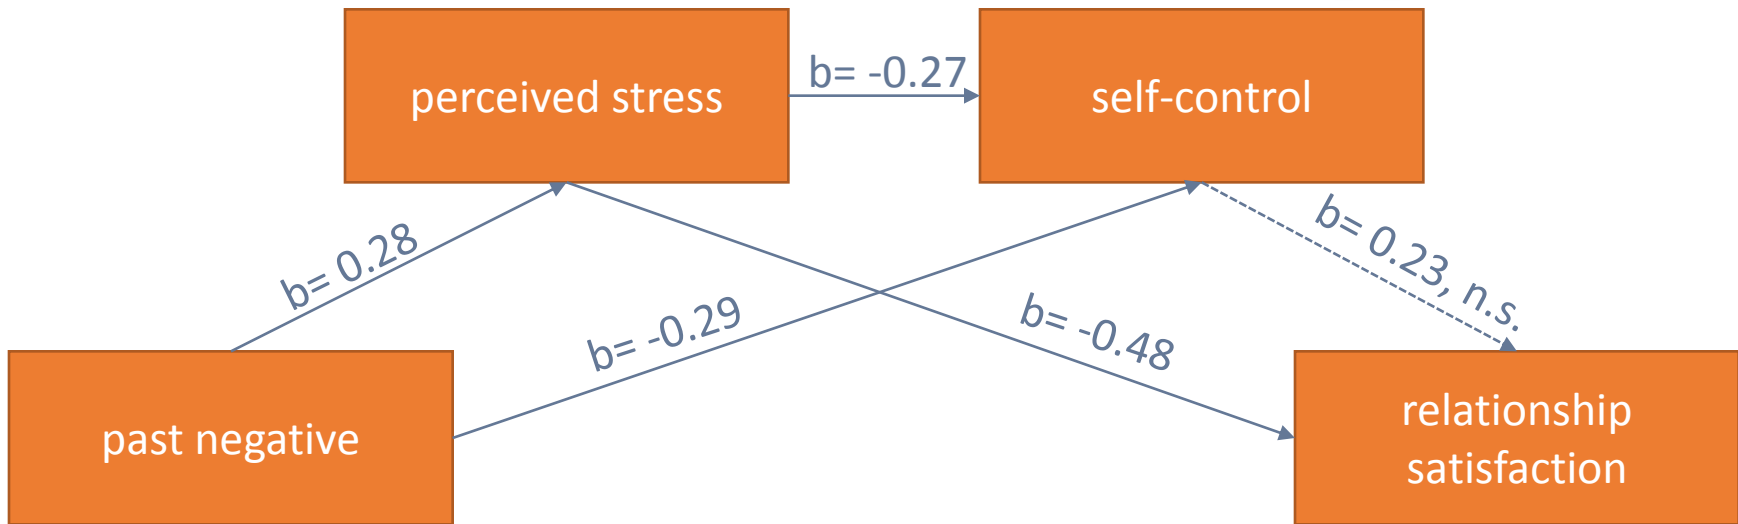 perceived stress
b= -0.27
self-control
b= 0.28
b= -0.29
b= -0.48
b= 0.23, n.s.
past negative
relationship
satisfaction